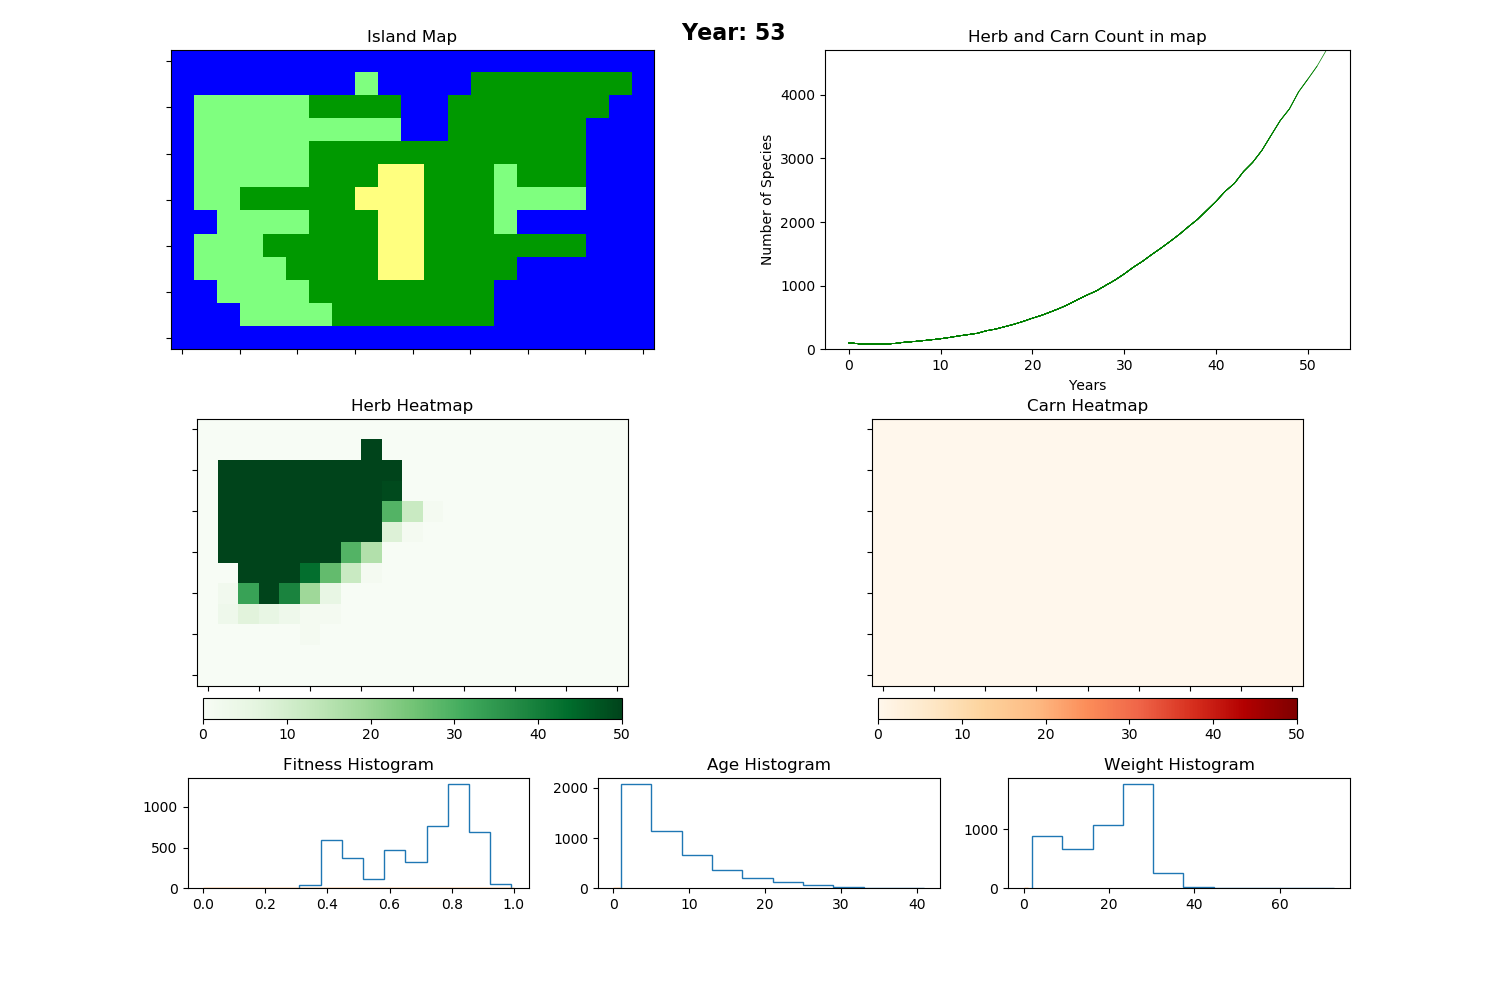 Year: 53
Island Map
Herb and Carn Count in map
Number of Species
4000
3000
2000
1000
0
0 10 20 30 40 50
Years
Herb Heatmap
Carn Heatmap
0 10 20 30 40 50
0 10 20 30 40 50
Fitness Histogram
1000
500
0
0.0 0.2 0.4 0.6 0.8 1.0
Age Histogram
2000
1000
0
0 10 20 30 40
Weight Histogram
1000
0
0 20 40 60